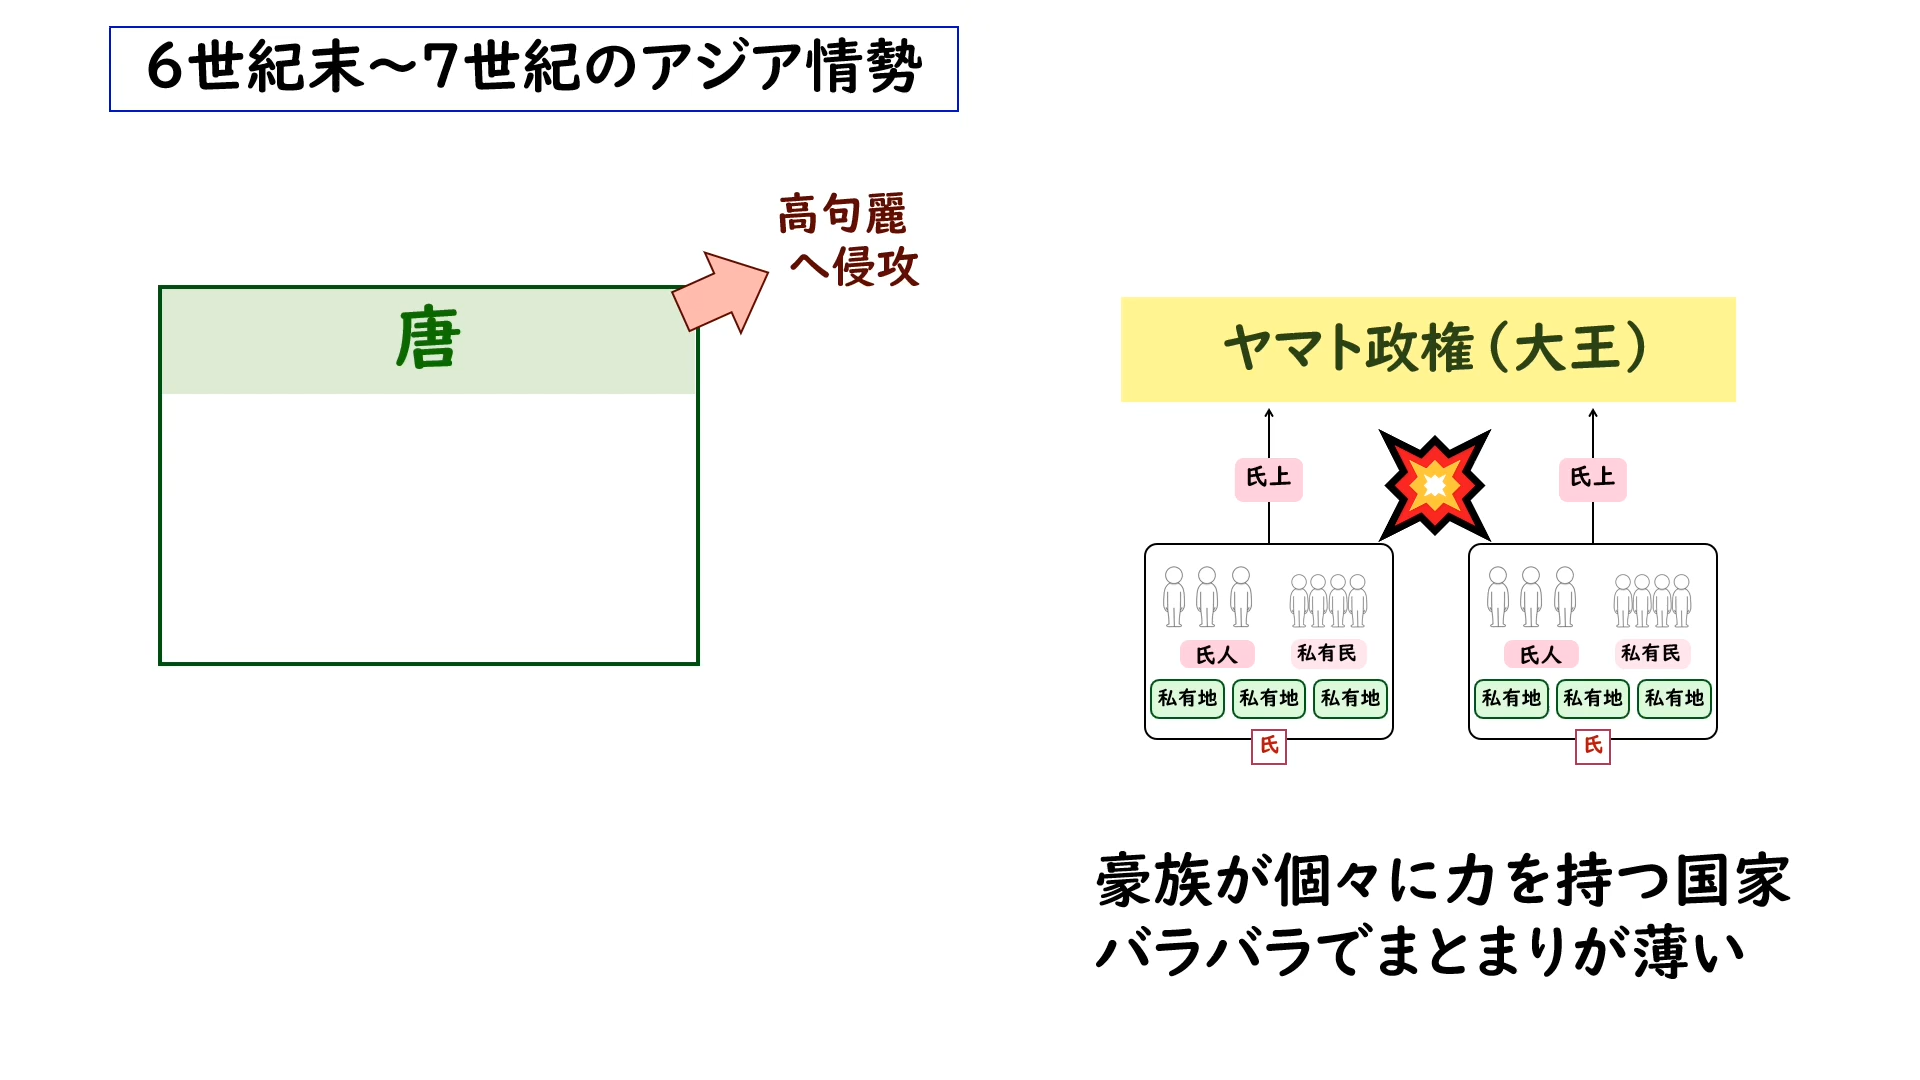 6世紀末〜7世紀のアジア情勢
高句麗
へ侵攻
唐
ヤマト政権（大王）
氏上
氏上
氏人
私有民
氏人
私有民
私有地
私有地
私有地
私有地
私有地
私有地
氏
氏
豪族が個々に力を持つ国家
バラバラでまとまりが薄い